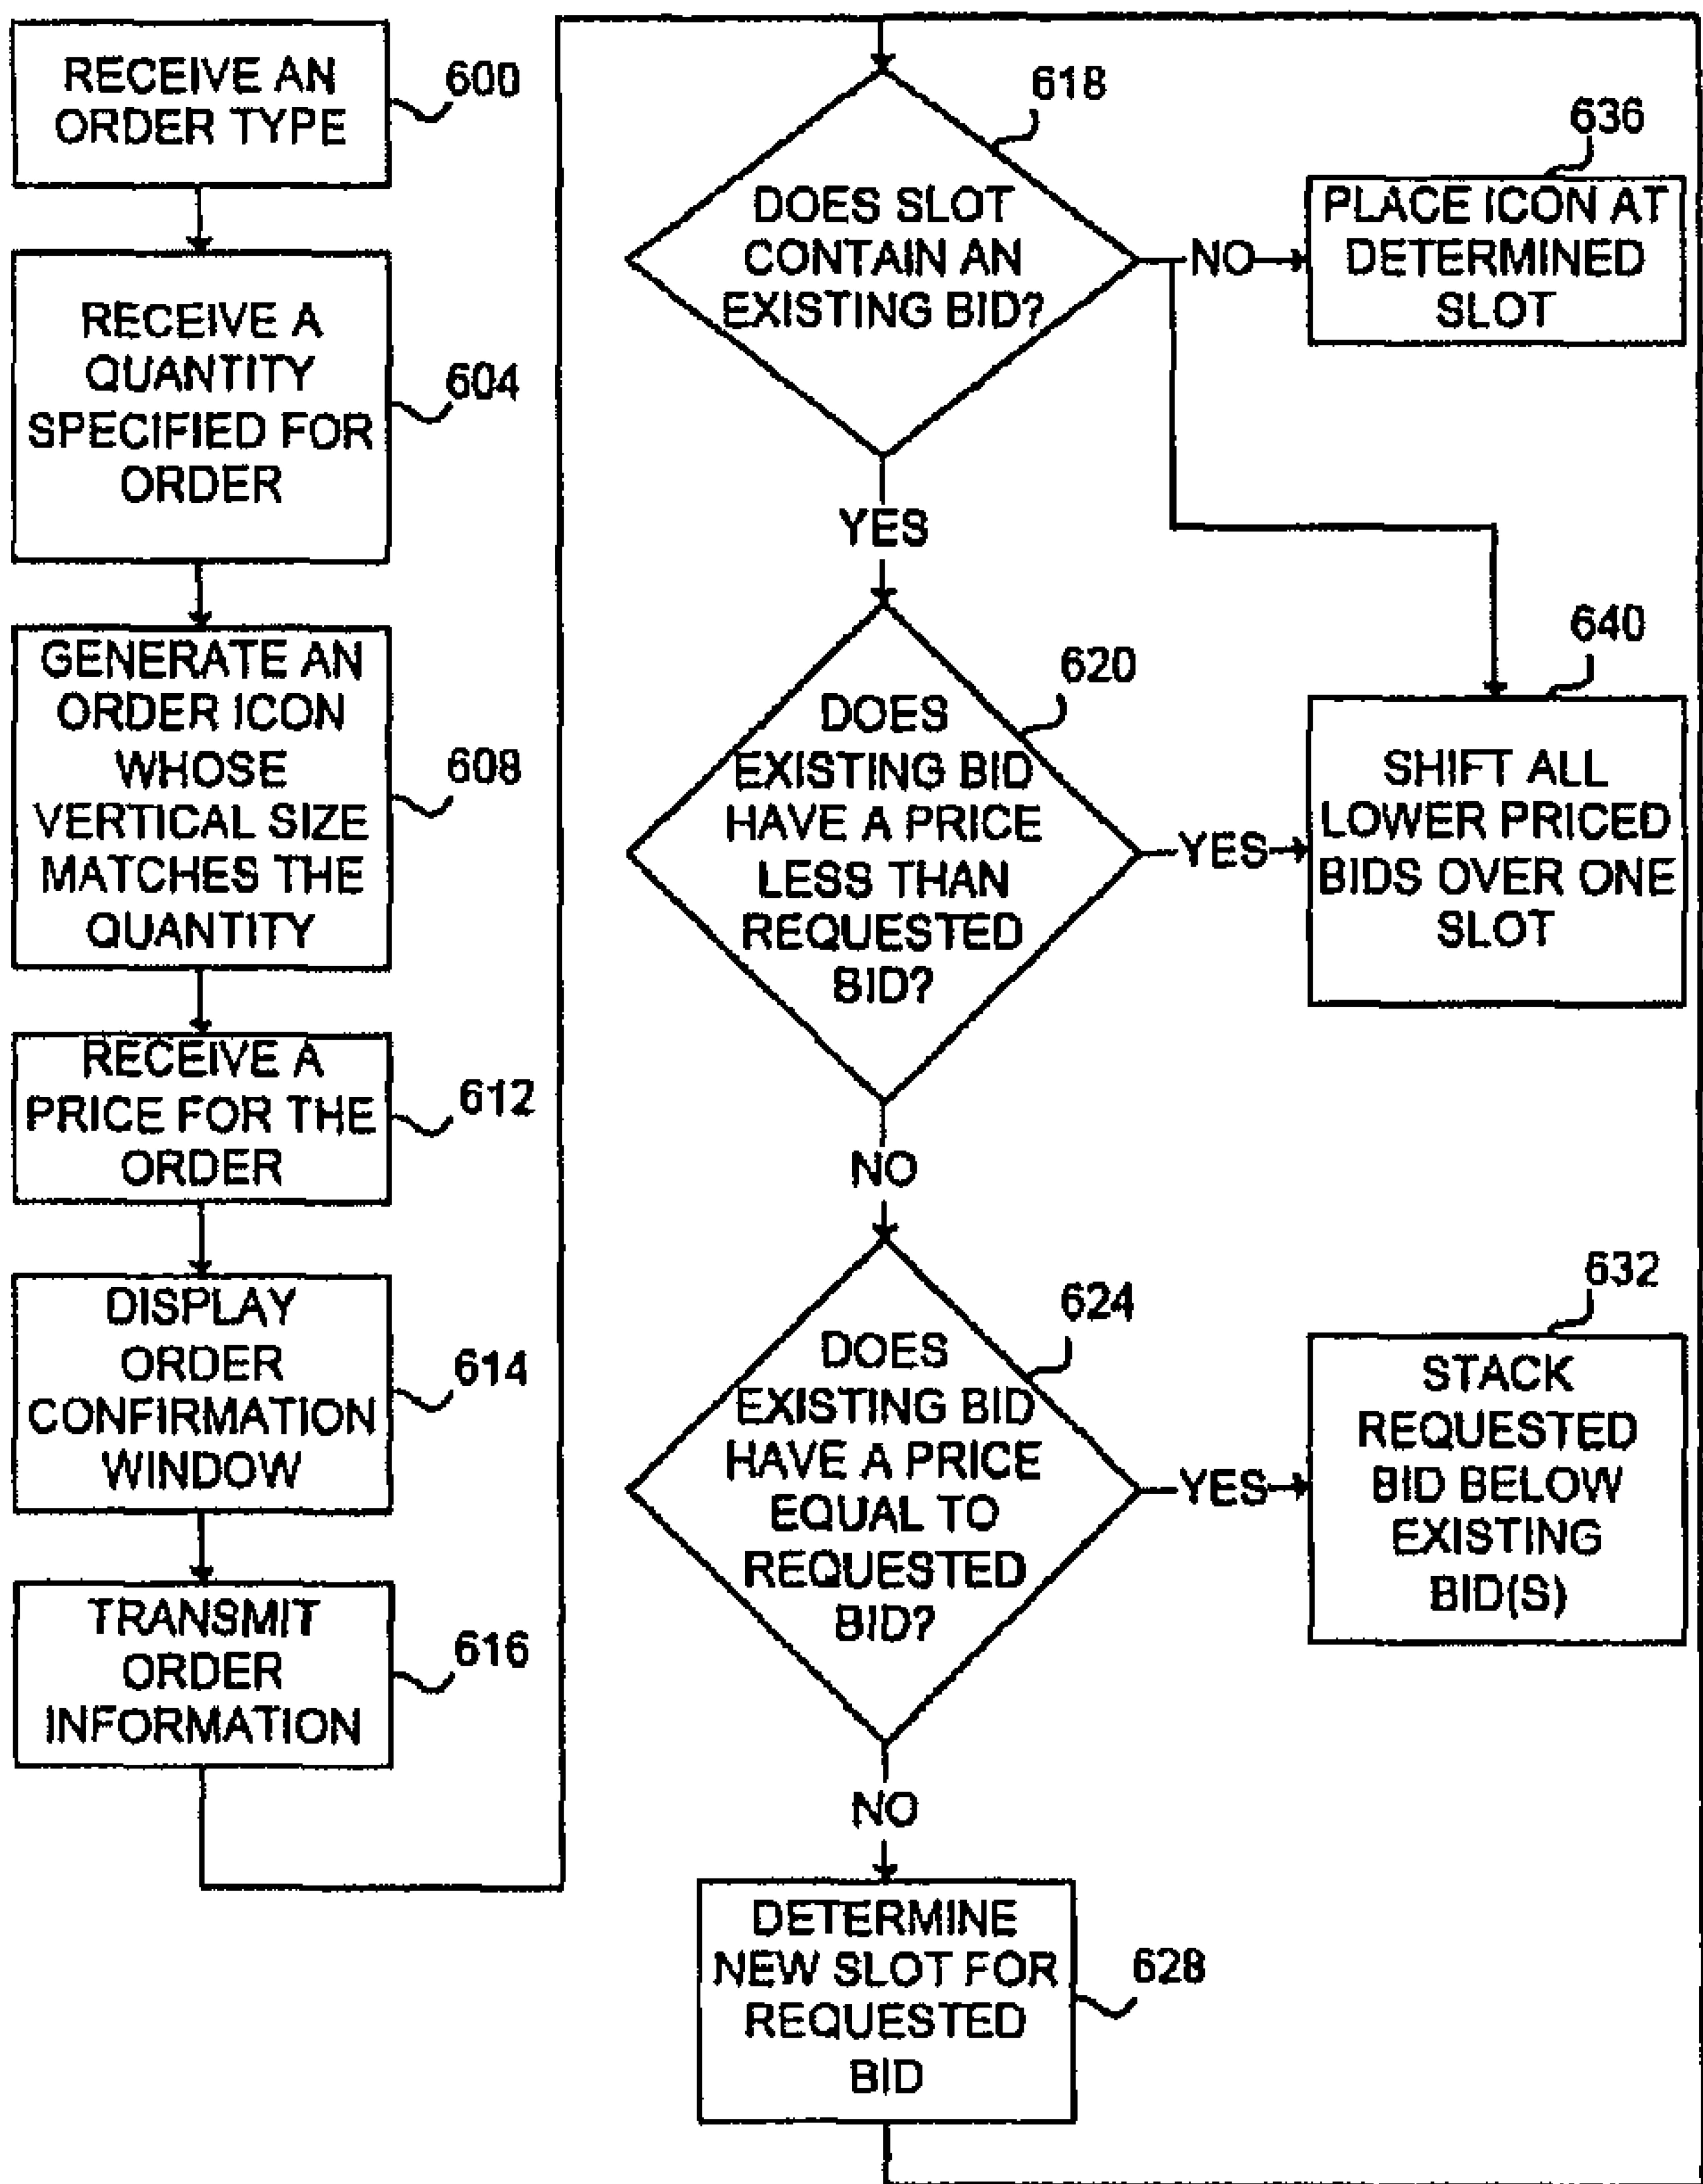 RECEIVE AN
ORDER TYPE
600
RECEIVE A
QUANTITY
SPECIFIED FOR
ORDER
604
GENERATE AN
ORDER ICON
WHOSE
VERTICAL SIZE
MATCHES THE
QUANTITY
608
RECEIVE A
PRICE FOR THE
ORDER
612
DISPLAY
ORDER
CONFIRMATION
WINDOW
614
TRANSMIT
ORDER
INFORMATION
616
618
DOES SLOT
CONTAIN AN
EXISTING BID?
NO
636
PLACE ICON AT
DETERMINED
SLOT
YES
620
DOES
EXISTING BID
HAVE A PRICE
LESS THAN
REQUESTED
BID?
YES
640
SHIFT ALL
LOWER PRICED
BIDS OVER ONE
SLOT
NO
624
DOES
EXISTING BID
HAVE A PRICE
EQUAL TO
REQUESTED
BID?
YES
632
STACK
REQUESTED
BID BELOW
EXISTING
BID(S)
NO
DETERMINE
NEW SLOT FOR
REQUESTED
BID
628